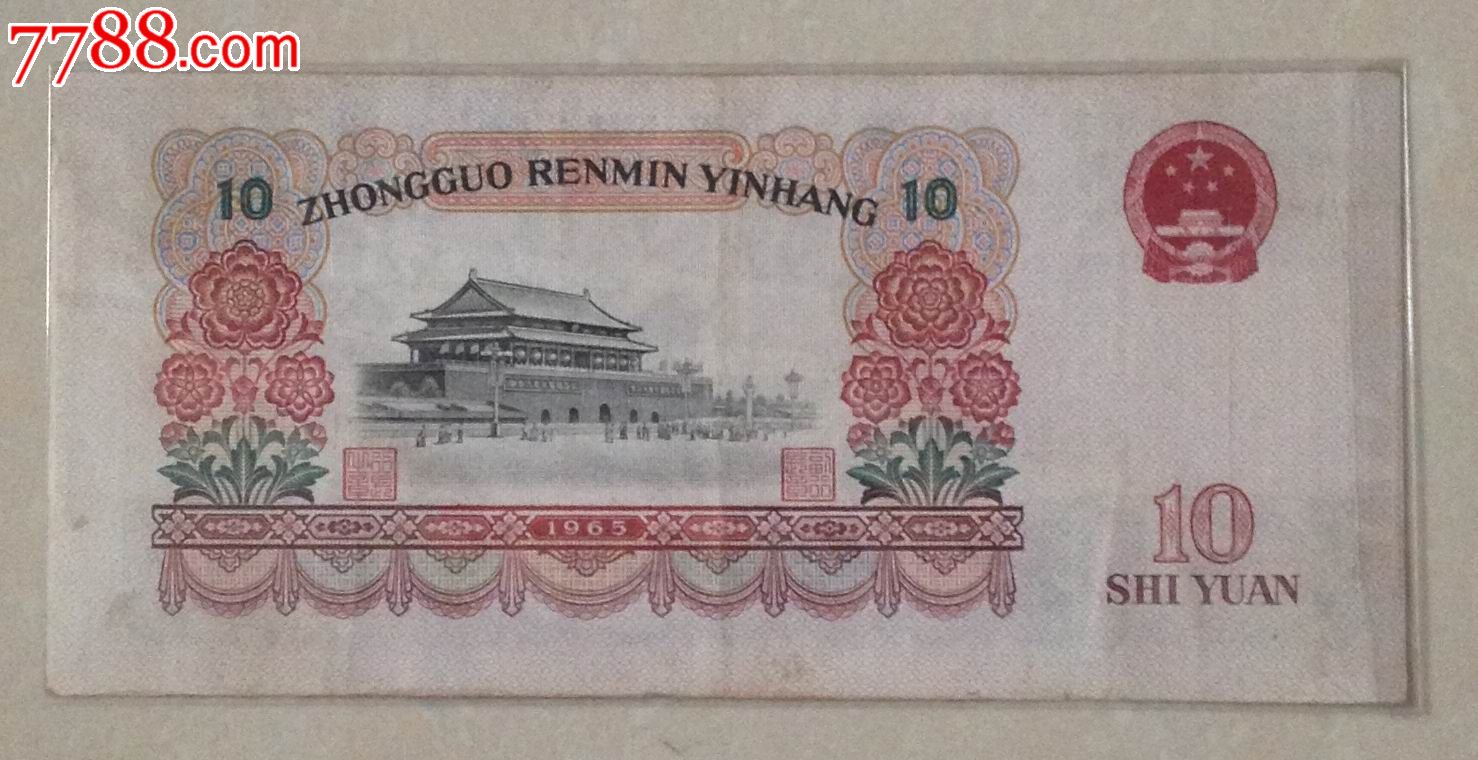 7788.com
10 ZHONGGUO RENMIN YINHANG 10
1965
10
SHI YUAN